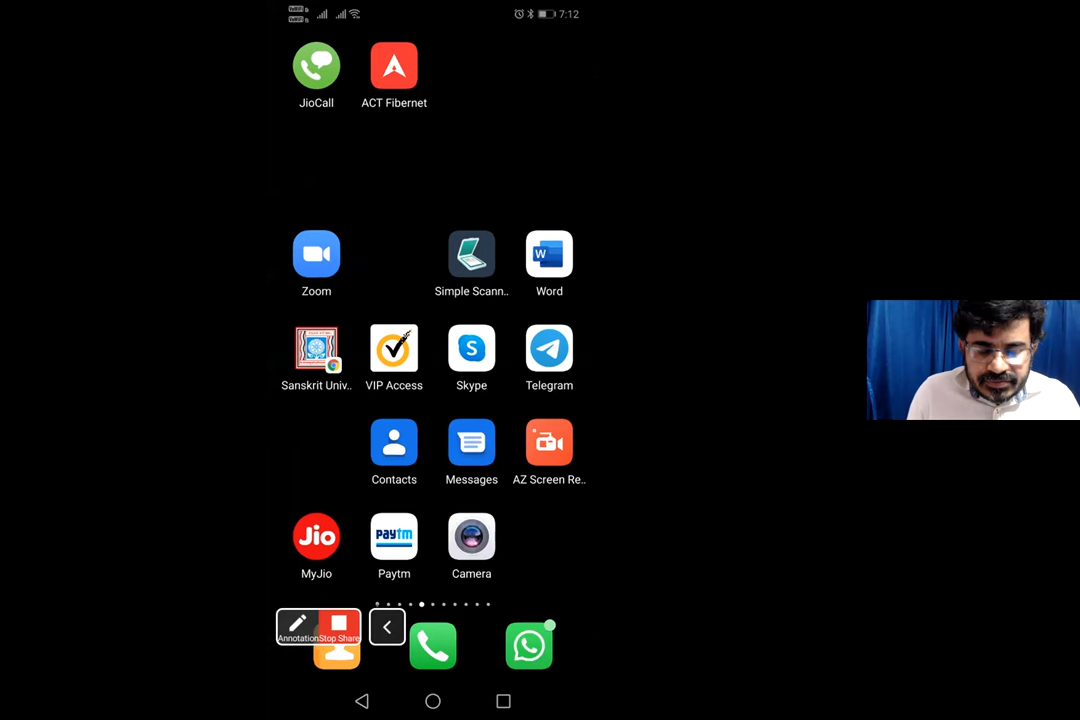 7:12
JioCall
ACT Fibernet
Zoom
Simple Scann..
W
Word
Sanskrit Univ..
VIP Access
S
Skype
Telegram
Contacts
Messages
AZ Screen Re..
Jio
paytm
MyJio
Paytm
Camera
Annotation
Stop Share